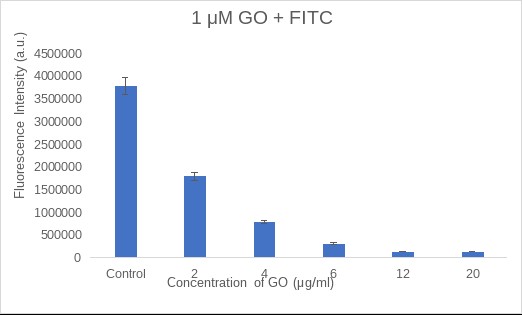 1 μM GO + FITC
Fluorescence Intensity (a.u.)
4500000
4000000
3500000
3000000
2500000
2000000
1500000
1000000
500000
0
Control 2 4 6 12 20
Concentration of GO (μg/ml)